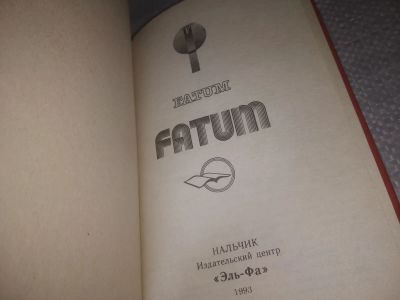 FATUM
FATUM
НАЛЬЧИК
Издательский центр
«Эль-Фа»
1993